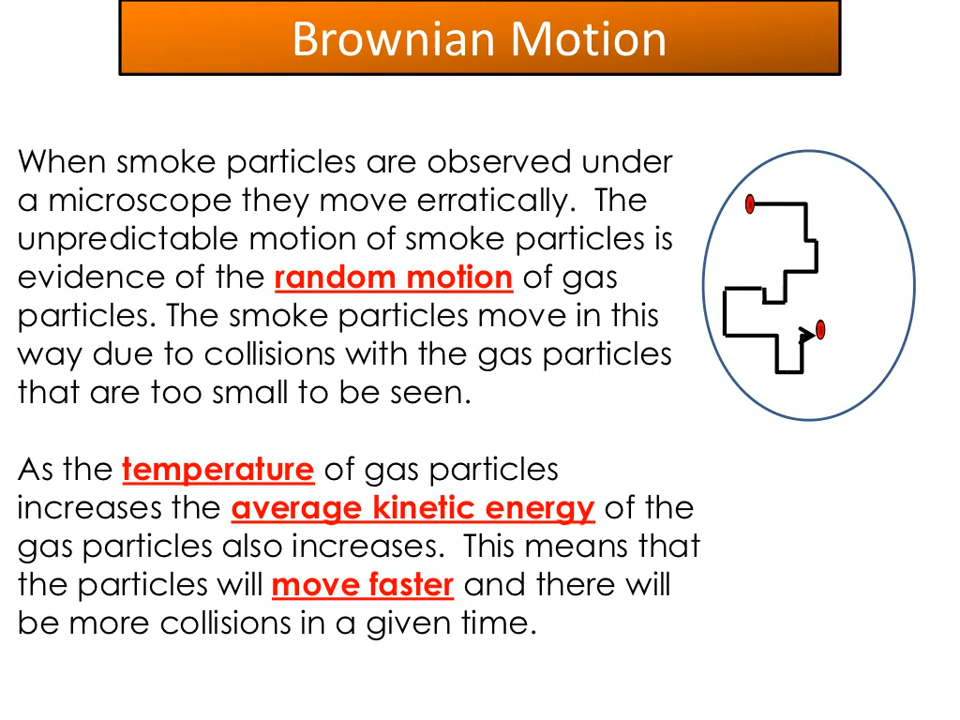 Brownian Motion
When smoke particles are observed under
a microscope they move erratically.  The
unpredictable motion of smoke particles is
evidence of the random motion of gas
particles. The smoke particles move in this
way due to collisions with the gas particles
that are too small to be seen.
As the temperature of gas particles
increases the average kinetic energy of the
gas particles also increases.  This means that
the particles will move faster and there will
be more collisions in a given time.